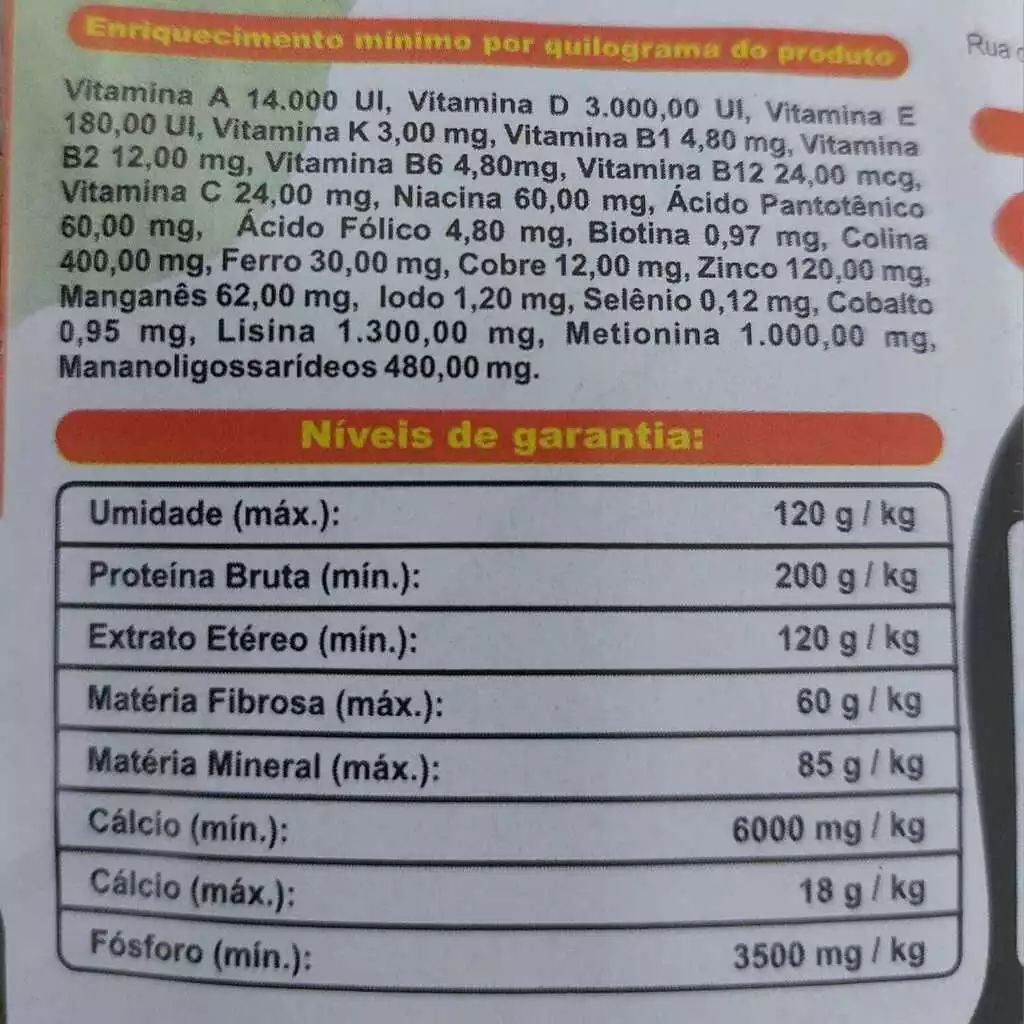 Enriquecimento mínimo por quilograma do produto
Rua
Vitamina A 14.000 UI, Vitamina D 3.000,00 UI, Vitamina E
180,00 UI, Vitamina K 3,00 mg, Vitamina B1 4,80 mg, Vitamina
B2 12,00 mg, Vitamina B6 4,80mg, Vitamina B12 24,00 mcg,
Vitamina C 24,00 mg, Niacina 60,00 mg, Ácido Pantotênico
60,00 mg, Ácido Fólico 4,80 mg, Biotina 0,97 mg, Colina
400,00 mg, Ferro 30,00 mg, Cobre 12,00 mg, Zinco 120,00 mg,
Manganês 62,00 mg, Iodo 1,20 mg, Selênio 0,12 mg, Cobalto
0,95 mg, Lisina 1.300,00 mg, Metionina 1.000,00 mg,
Mananoligossarídeos 480,00 mg.
Níveis de garantia:
Umidade (máx.): 120 g / kg
Proteína Bruta (mín.): 200 g / kg
Extrato Etéreo (mín.): 120 g / kg
Matéria Fibrosa (máx.): 60 g / kg
Matéria Mineral (máx.): 85 g / kg
Cálcio (mín.): 6000 mg / kg
Cálcio (máx.): 18 g / kg
Fósforo (mín.): 3500 mg / kg